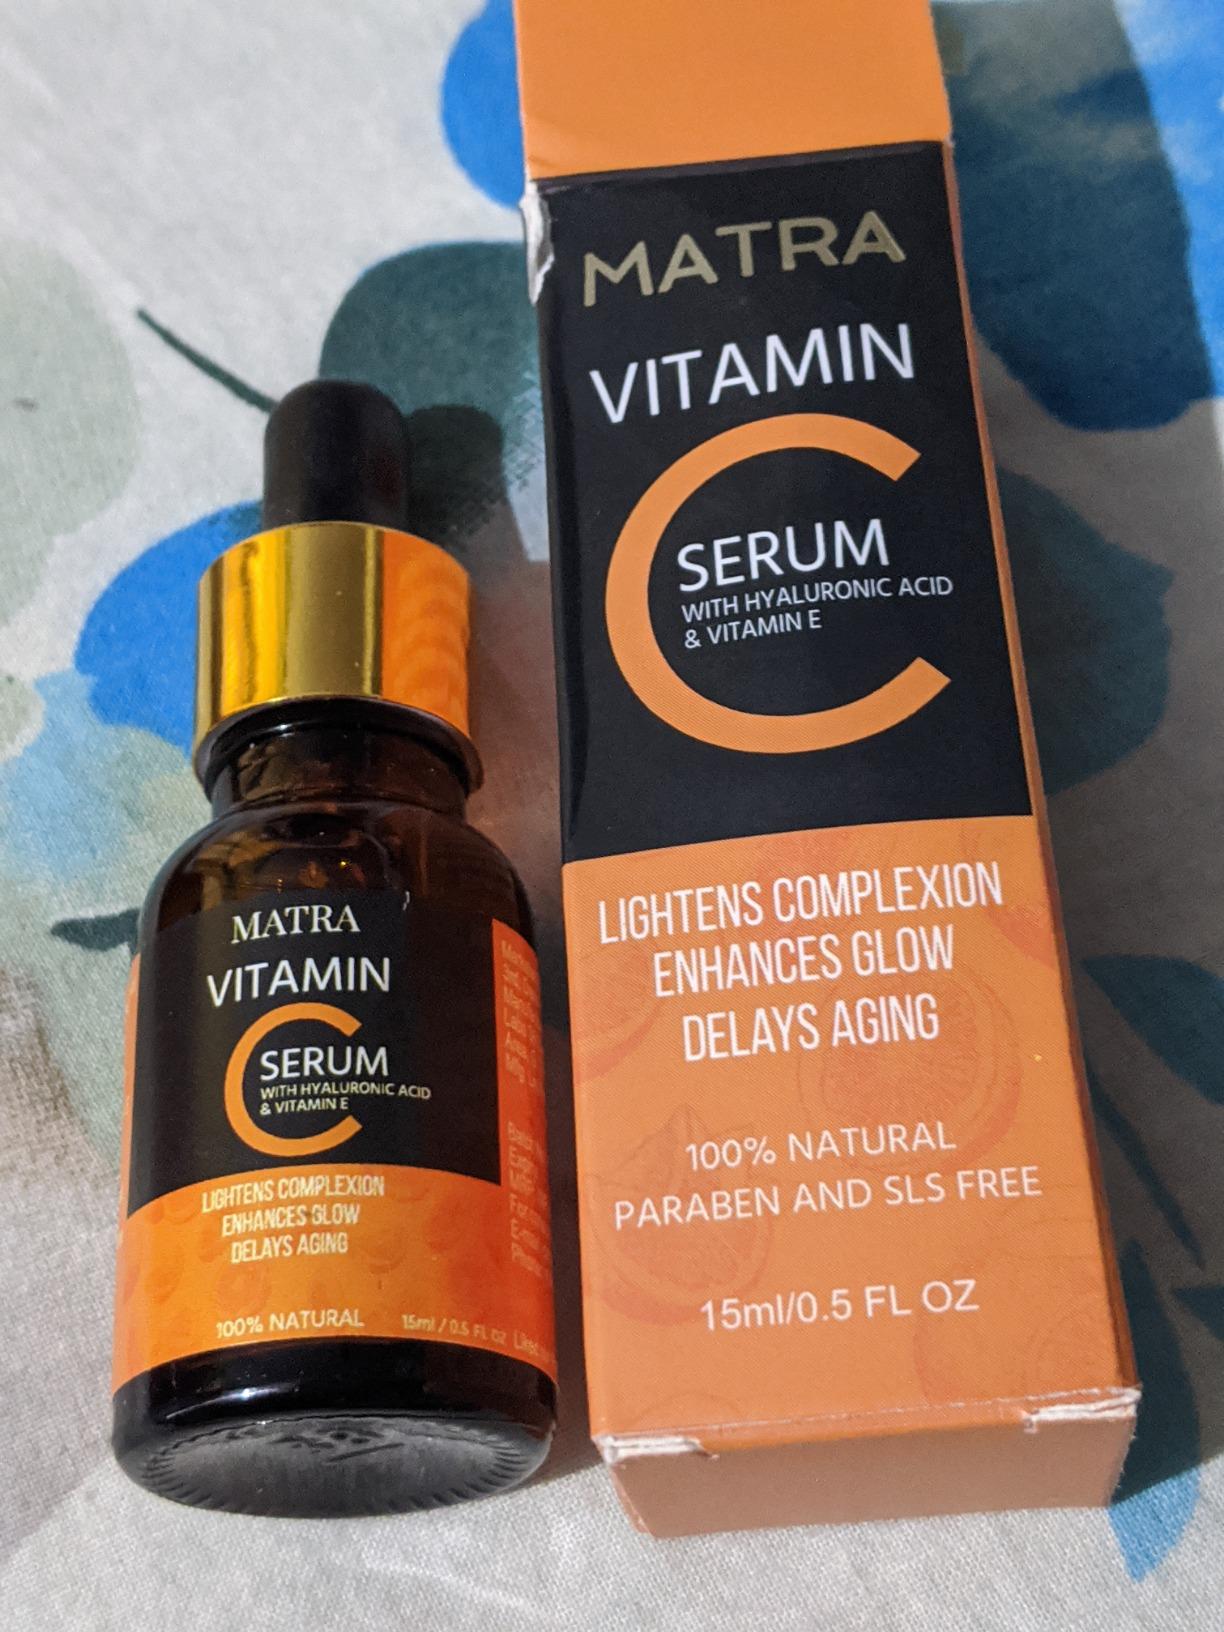 MATRA
VITAMIN
C
SERUM
WITH HYALURONIC ACID
& VITAMIN E
LIGHTENS COMPLEXION
ENHANCES GLOW
DELAYS AGING
100% NATURAL
PARABEN AND SLS FREE
15ml/0.5 FL OZ
MATRA
VITAMIN
C
SERUM
WITH HYALURONIC ACID
& VITAMIN E
LIGHTENS COMPLEXION
ENHANCES GLOW
DELAYS AGING
100% NATURAL
15ml / 0.5 FL oz